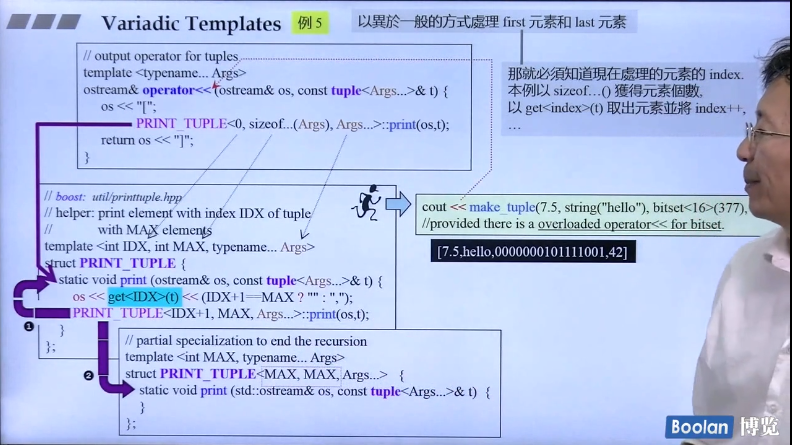 Variadic Templates 例 5
以異於一般的方式處理 first 元素和 last 元素
// output operator for tuples
template <typename... Args>
ostream& operator<< (ostream& os, const tuple<Args...>& t) {
os << "[";
PRINT_TUPLE<0, sizeof...(Args), Args...>::print(os,t);
return os << "]";
}
那就必須知道現在處理的元素的 index.
本例以 sizeof…() 獲得元素個數,
以 get<index>(t) 取出元素並將 index++,
…
// boost: util/printtuple.hpp
// helper: print element with index IDX of tuple
// with MAX elements
template <int IDX, int MAX, typename... Args>
struct PRINT_TUPLE {
static void print (ostream& os, const tuple<Args...>& t) {
os << get<IDX>(t) << (IDX+1==MAX ? "" : ",");
PRINT_TUPLE<IDX+1, MAX, Args...>::print(os,t);
}
};
cout << make_tuple(7.5, string("hello"), bitset<16>(377),
//provided there is a overloaded operator<< for bitset.
[7.5,hello,0000000101111001,42]
❶
❷
// partial specialization to end the recursion
template <int MAX, typename... Args>
struct PRINT_TUPLE<MAX, MAX, Args...> {
static void print (std::ostream& os, const tuple<Args...>& t) {
}
};
Boolan 博览